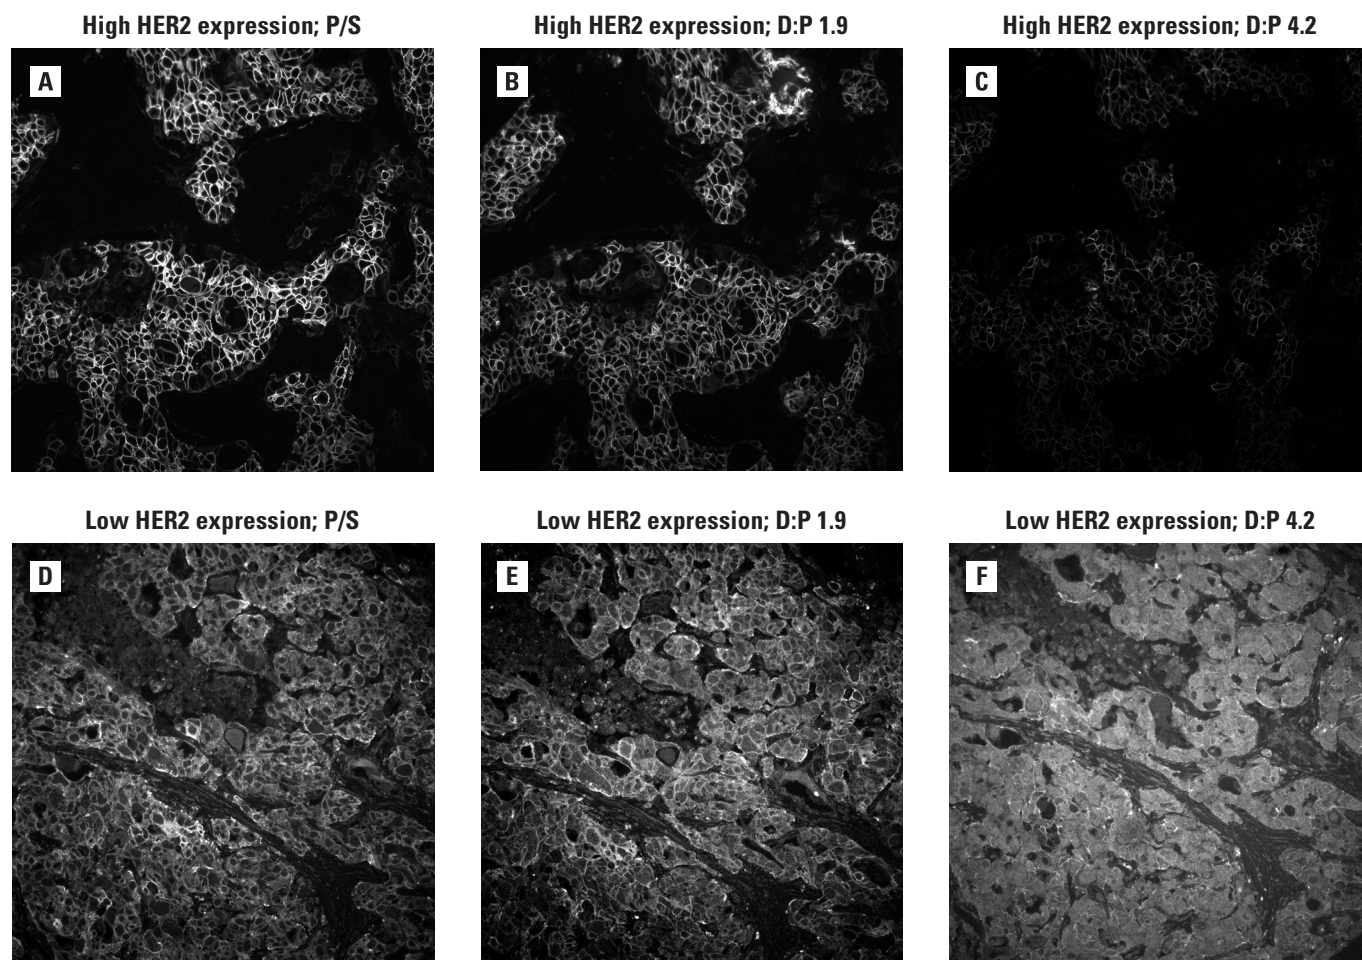 High HER2 expression; P/S
High HER2 expression; D:P 1.9
High HER2 expression; D:P 4.2
A
B
C
Low HER2 expression; P/S
Low HER2 expression; D:P 1.9
Low HER2 expression; D:P 4.2
D
E
F